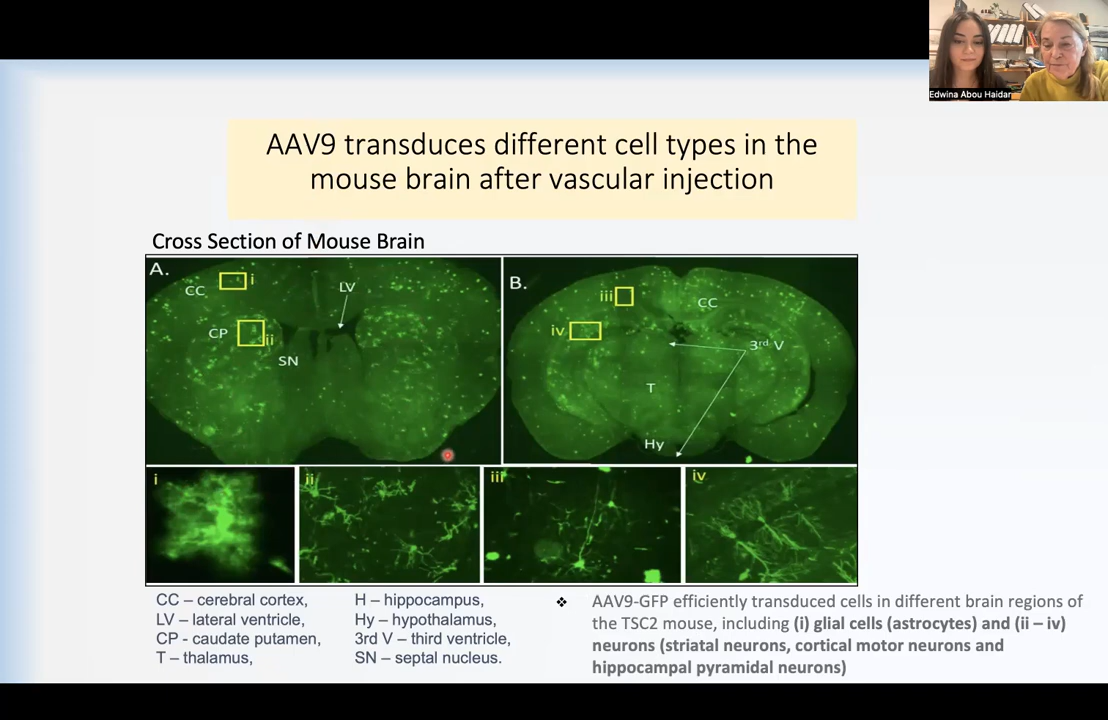 Edwina Abou Haidar
AAV9 transduces different cell types in the
mouse brain after vascular injection
Cross Section of Mouse Brain
A.
i
CC
LV
CP
ii
SN
B.
iii
CC
iv
3rd V
T
Hy
i
ii
iii
iv
CC – cerebral cortex,
LV – lateral ventricle,
CP - caudate putamen,
T – thalamus,
H – hippocampus,
Hy – hypothalamus,
3rd V – third ventricle,
SN – septal nucleus.
❖ AAV9-GFP efficiently transduced cells in different brain regions of
the TSC2 mouse, including (i) glial cells (astrocytes) and (ii – iv)
neurons (striatal neurons, cortical motor neurons and
hippocampal pyramidal neurons)